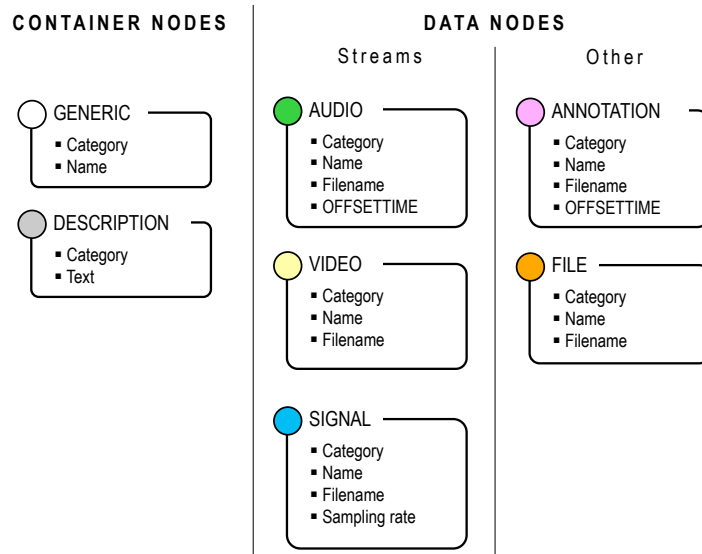 CONTAINER NODES
GENERIC
▪ Category
▪ Name
DESCRIPTION
▪ Category
▪ Text
DATA NODES
Streams
AUDIO
▪ Category
▪ Name
▪ Filename
▪ OFFSETTIME
VIDEO
▪ Category
▪ Name
▪ Filename
SIGNAL
▪ Category
▪ Name
▪ Filename
▪ Sampling rate
Other
ANNOTATION
▪ Category
▪ Name
▪ Filename
▪ OFFSETTIME
FILE
▪ Category
▪ Name
▪ Filename